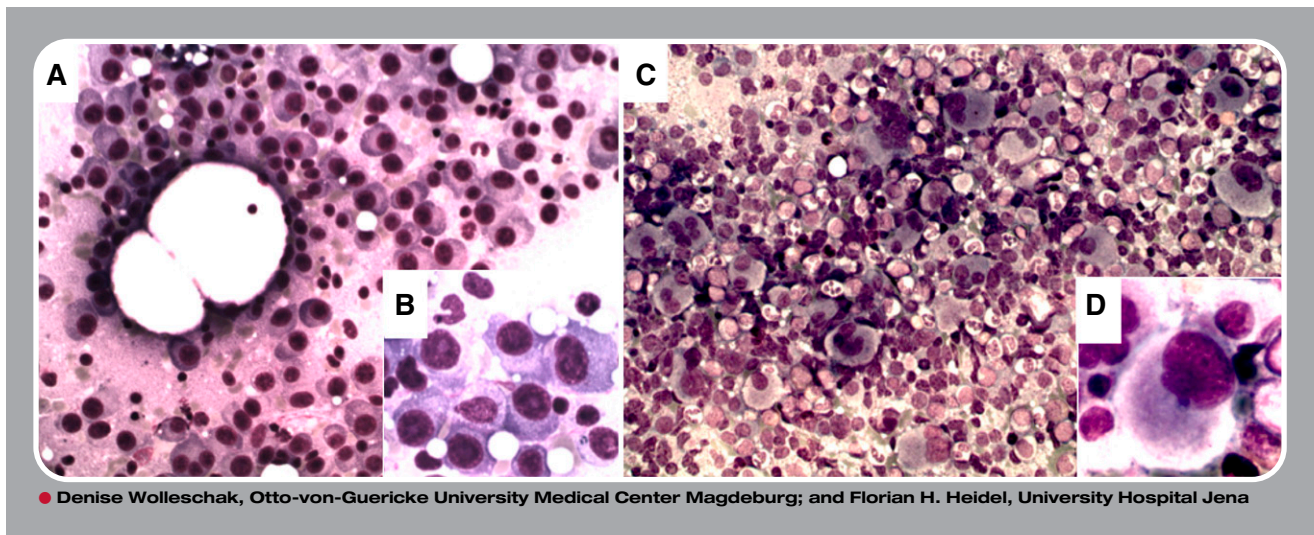 A
C
B
D
Denise Wolleschak, Otto-von-Guericke University Medical Center Magdeburg; and Florian H. Heidel, University Hospital Jena